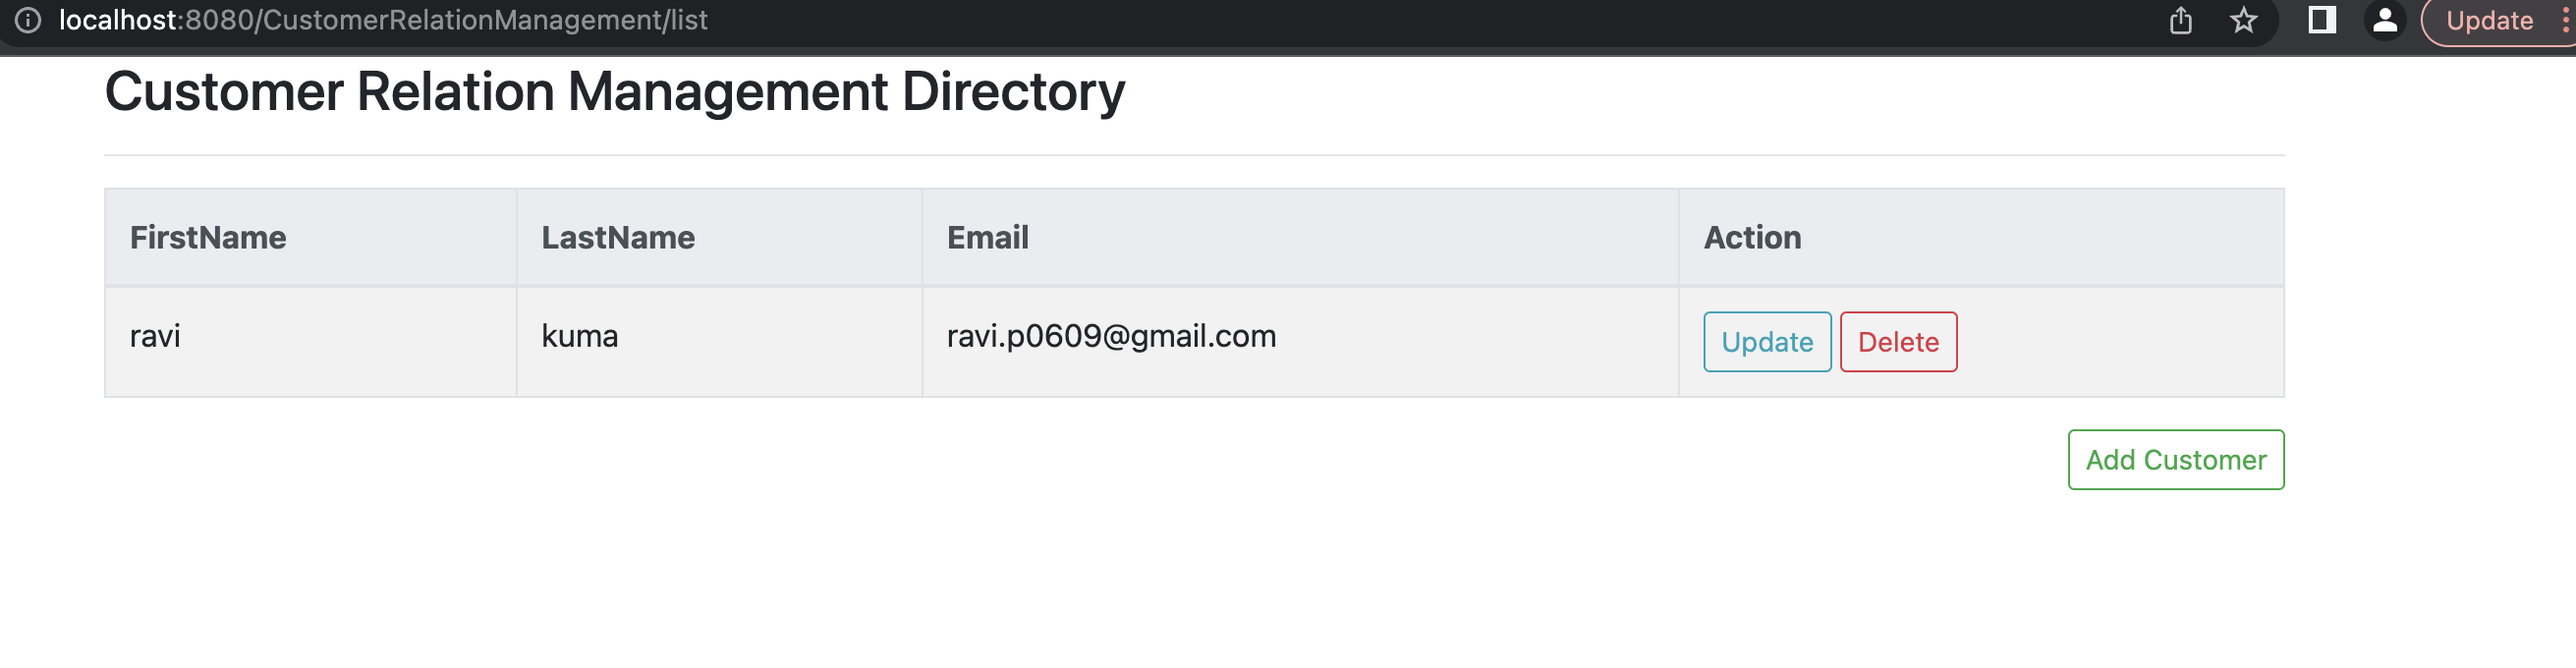 localhost:8080/CustomerRelationManagement/list Update
Customer Relation Management Directory
FirstName LastName Email Action
ravi kuma ravi.p0609@gmail.com Update Delete
Add Customer